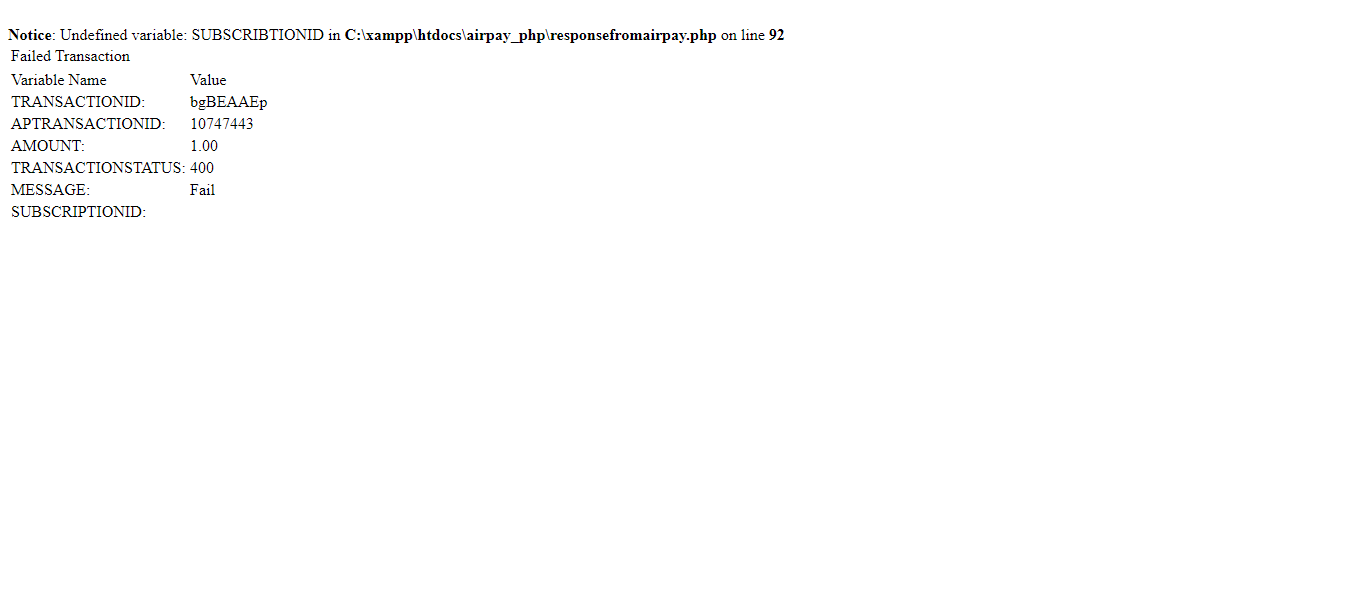 Notice: Undefined variable: SUBSCRIBTIONID in C:\xampp\htdocs\airpay_php\responsefromairpay.php on line 92
Failed Transaction
Variable Name Value
TRANSACTIONID: bgBEAAEp
APTRANSACTIONID: 10747443
AMOUNT: 1.00
TRANSACTIONSTATUS: 400
MESSAGE: Fail
SUBSCRIPTIONID: